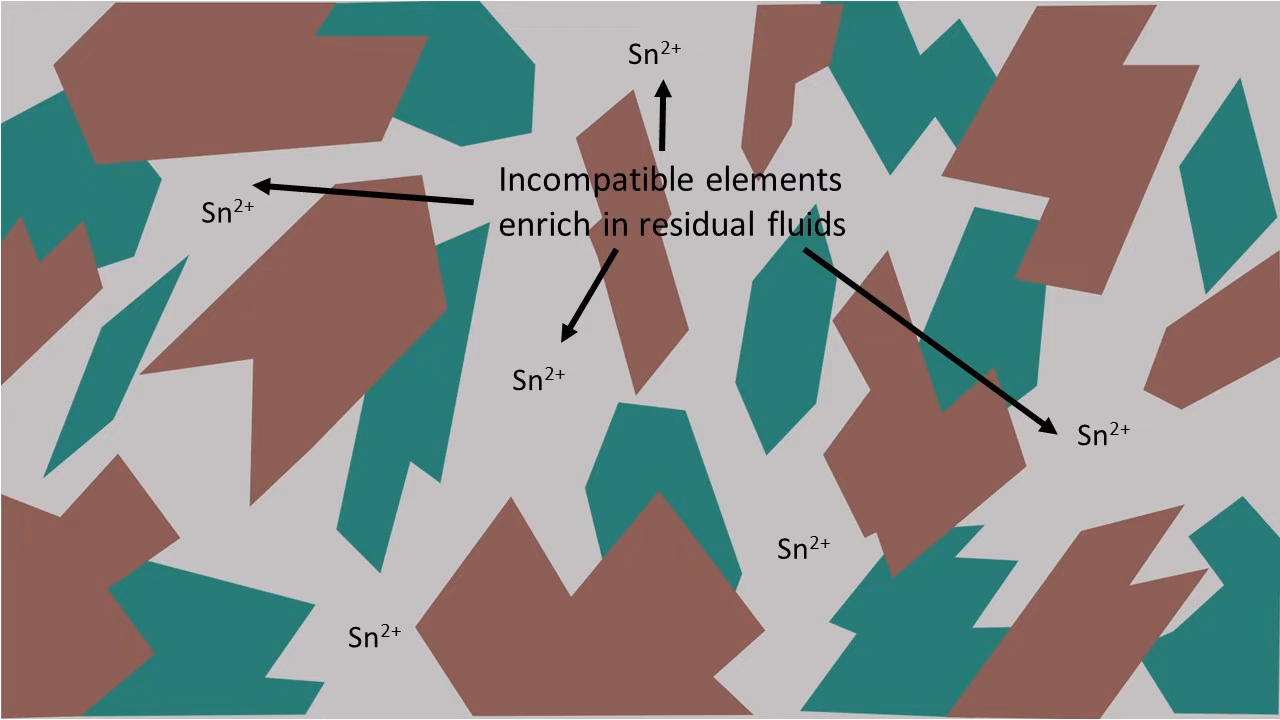 Sn²⁺
Incompatible elements
enrich in residual fluids
Sn²⁺
Sn²⁺
Sn²⁺
Sn²⁺
Sn²⁺